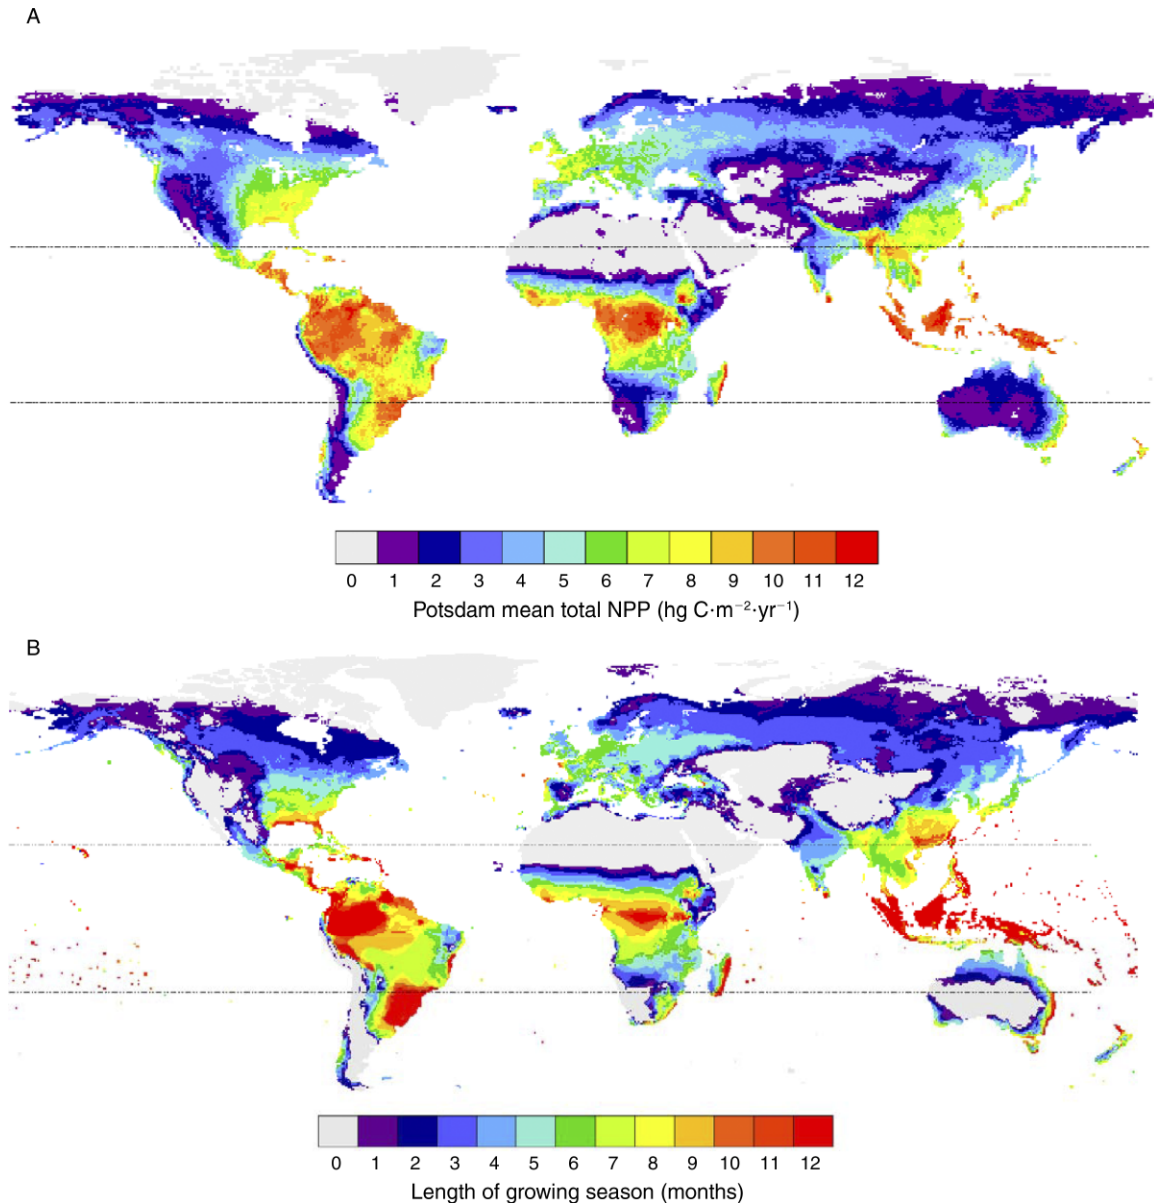 A
0 1 2 3 4 5 6 7 8 9 10 11 12
Potsdam mean total NPP (hg C·m⁻²·yr⁻¹)
B
0 1 2 3 4 5 6 7 8 9 10 11 12
Length of growing season (months)